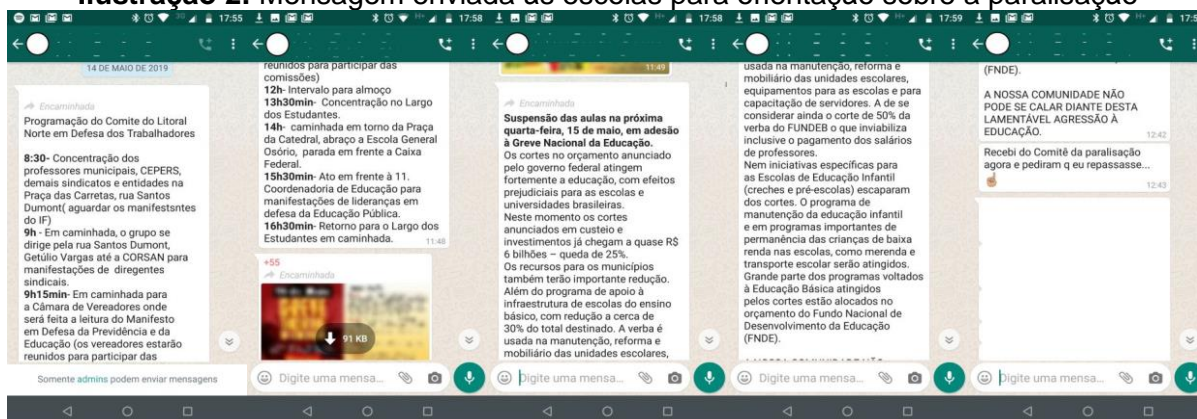 Ilustração 2: Mensagem enviada às escolas para orientação sobre a paralisação
17:55
14 DE MAIO DE 2019
Encaminhada
Programação do Comite do Litoral
Norte em Defesa dos Trabalhadores
8:30- Concentração dos
professores municipais, CEPERS,
demais sindicatos e entidades na
Praça das Carretas, rua Santos
Dumont( aguardar os manifestsntes
do IF)
9h - Em caminhada, o grupo se
dirige pela rua Santos Dumont,
Getúlio Vargas até a CORSAN para
manifestações de diregentes
sindicais.
9h15min- Em caminhada para
a Câmara de Vereadores onde
será feita a leitura do Manifesto
em Defesa da Previdência e da
Educação (os vereadores estarão
reunidos para participar das
Somente admins podem enviar mensagens
17:58
reunidos para participar das
comissões)
12h- Intervalo para almoço
13h30min- Concentração no Largo
dos Estudantes.
14h- caminhada em torno da Praça
da Catedral, abraço a Escola General
Osório, parada em frente a Caixa
Federal.
15h30min- Ato em frente à 11.
Coordenadoria de Educação para
manifestações de lideranças em
defesa da Educação Pública.
16h30min- Retorno para o Largo dos
Estudantes em caminhada.
11:48
+55
Encaminhada
91 KB
Digite uma mensa...
17:58
11:49
Encaminhada
Suspensão das aulas na próxima
quarta-feira, 15 de maio, em adesão
à Greve Nacional da Educação.
Os cortes no orçamento anunciado
pelo governo federal atingem
fortemente a educação, com efeitos
prejudiciais para as escolas e
universidades brasileiras.
Neste momento os cortes
anunciados em custeio e
investimentos já chegam a quase R$
6 bilhões – queda de 25%.
Os recursos para os municípios
também terão importante redução.
Além do programa de apoio à
infraestrutura de escolas do ensino
básico, com redução a cerca de
30% do total destinado. A verba é
usada na manutenção, reforma e
mobiliário das unidades escolares,
Digite uma mensa...
17:59
usada na manutenção, reforma e
mobiliário das unidades escolares,
equipamentos para as escolas e para
capacitação de servidores. A de se
considerar ainda o corte de 50% da
verba do FUNDEB o que inviabiliza
inclusive o pagamento dos salários
de professores.
Nem iniciativas específicas para
as Escolas de Educação Infantil
(creches e pré-escolas) escaparam
dos cortes. O programa de
manutenção da educação infantil
e em programas importantes de
permanência das crianças de baixa
renda nas escolas, como merenda e
transporte escolar serão atingidos.
Grande parte dos programas voltados
à Educação Básica atingidos
pelos cortes estão alocados no
orçamento do Fundo Nacional de
Desenvolvimento da Educação
(FNDE).
Digite uma mensa...
(FNDE).
A NOSSA COMUNIDADE NÃO
PODE SE CALAR DIANTE DESTA
LAMENTÁVEL AGRESSÃO À
EDUCAÇÃO.
12:42
Recebi do Comitê da paralisação
agora e pediram q eu repassasse...
12:43
Digite uma mensa...